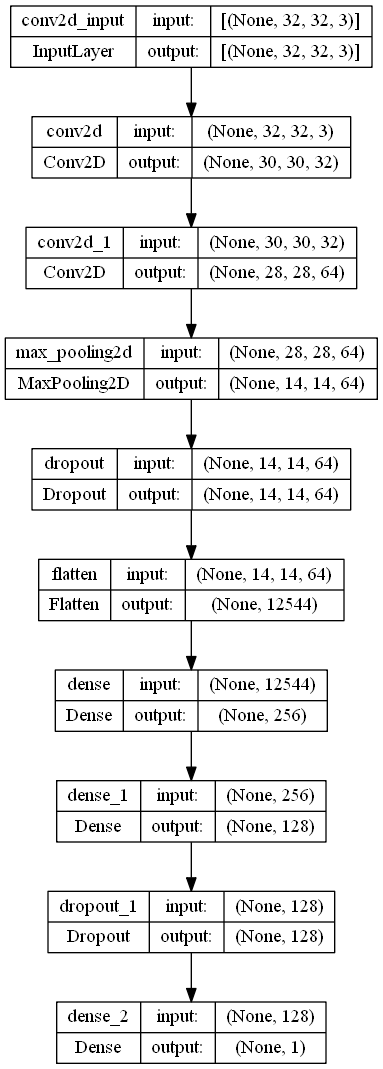 conv2d_input input: [(None, 32, 32, 3)]
InputLayer output: [(None, 32, 32, 3)]
conv2d input: (None, 32, 32, 3)
Conv2D output: (None, 30, 30, 32)
conv2d_1 input: (None, 30, 30, 32)
Conv2D output: (None, 28, 28, 64)
max_pooling2d input: (None, 28, 28, 64)
MaxPooling2D output: (None, 14, 14, 64)
dropout input: (None, 14, 14, 64)
Dropout output: (None, 14, 14, 64)
flatten input: (None, 14, 14, 64)
Flatten output: (None, 12544)
dense input: (None, 12544)
Dense output: (None, 256)
dense_1 input: (None, 256)
Dense output: (None, 128)
dropout_1 input: (None, 128)
Dropout output: (None, 128)
dense_2 input: (None, 128)
Dense output: (None, 1)